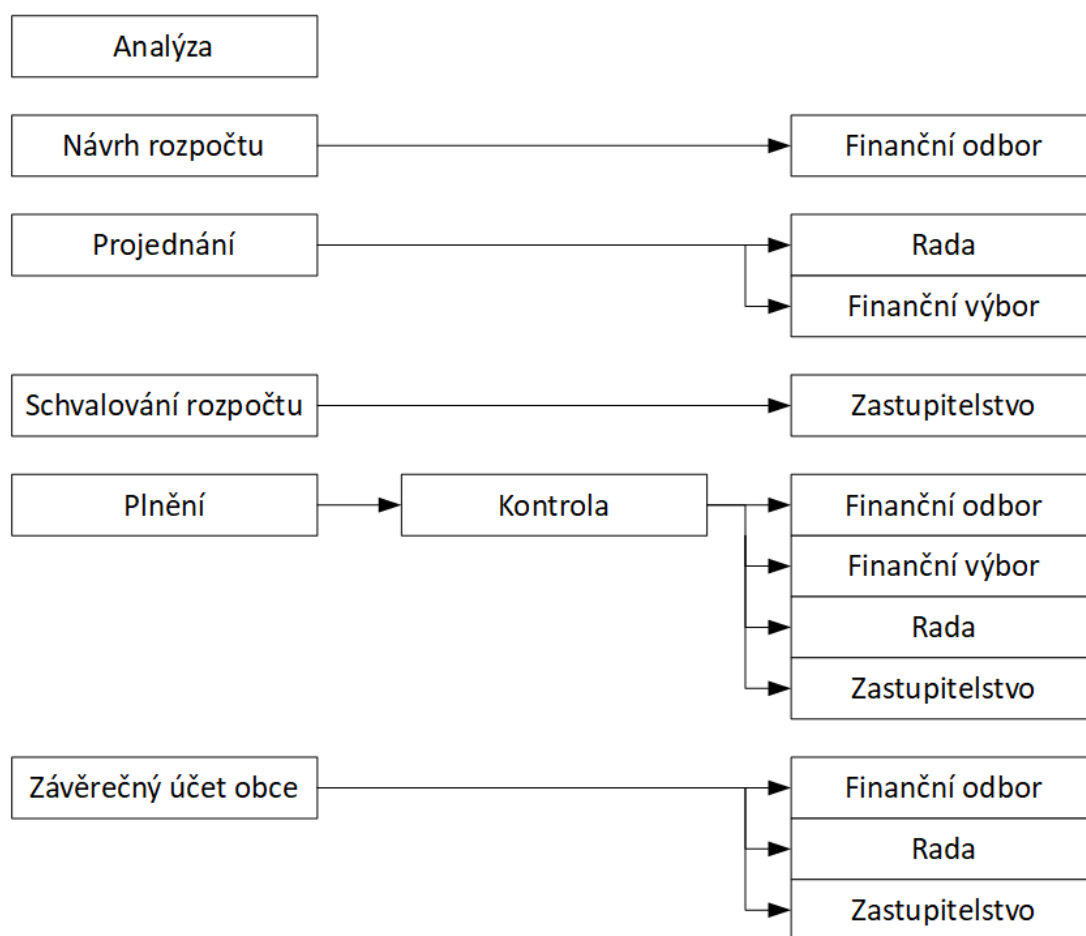 Analýza
Návrh rozpočtu
Finanční odbor
Projednání
Rada
Finanční výbor
Schvalování rozpočtu
Zastupitelstvo
Plnění
Kontrola
Finanční odbor
Finanční výbor
Rada
Zastupitelstvo
Závěrečný účet obce
Finanční odbor
Rada
Zastupitelstvo